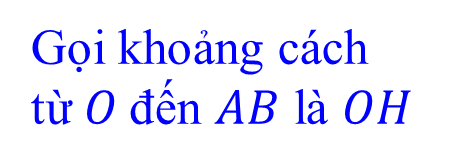 Gọi khoảng cách
từ O đến AB là OH